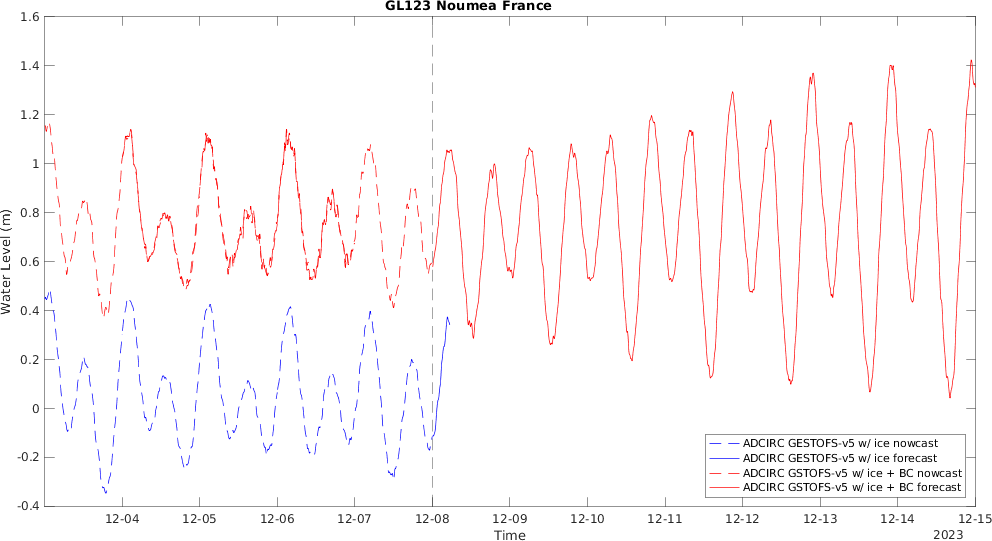 GL123 Noumea France
1.6
1.4
1.2
1
0.8
0.6
0.4
0.2
0
-0.2
-0.4
Water Level (m)
ADCIRC GESTOFS-v5 w/ ice nowcast
ADCIRC GESTOFS-v5 w/ ice forecast
ADCIRC GSTOFS-v5 w/ ice + BC nowcast
ADCIRC GSTOFS-v5 w/ ice + BC forecast
12-04 12-05 12-06 12-07 12-08 12-09 12-10 12-11 12-12 12-13 12-14 12-15
Time
2023